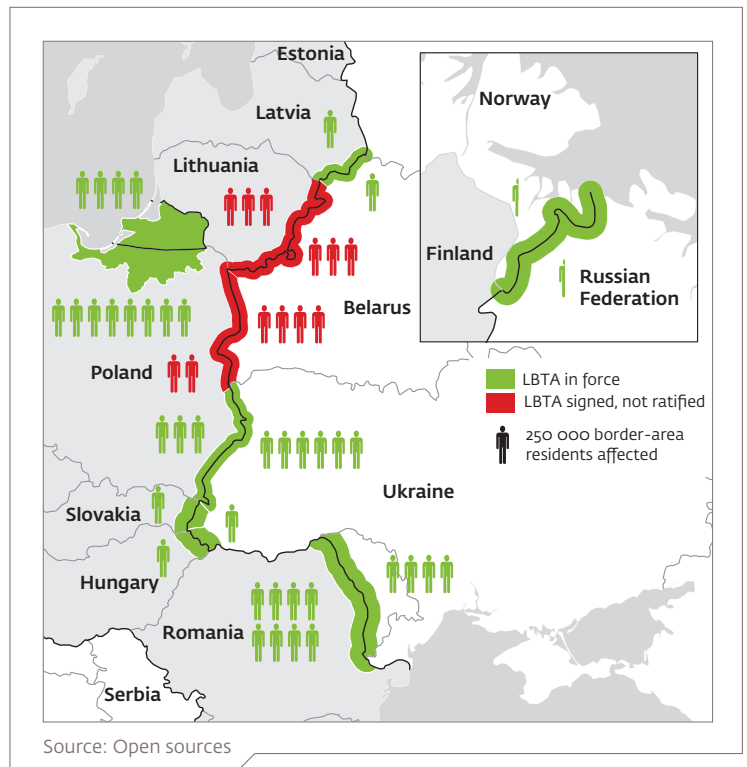 Estonia
Norway
Latvia
Lithuania
Finland
Russian
Federation
Belarus
Poland
LBTA in force
LBTA signed, not ratified
250 000 border-area
residents affected
Ukraine
Slovakia
Hungary
Romania
Serbia
Source: Open sources